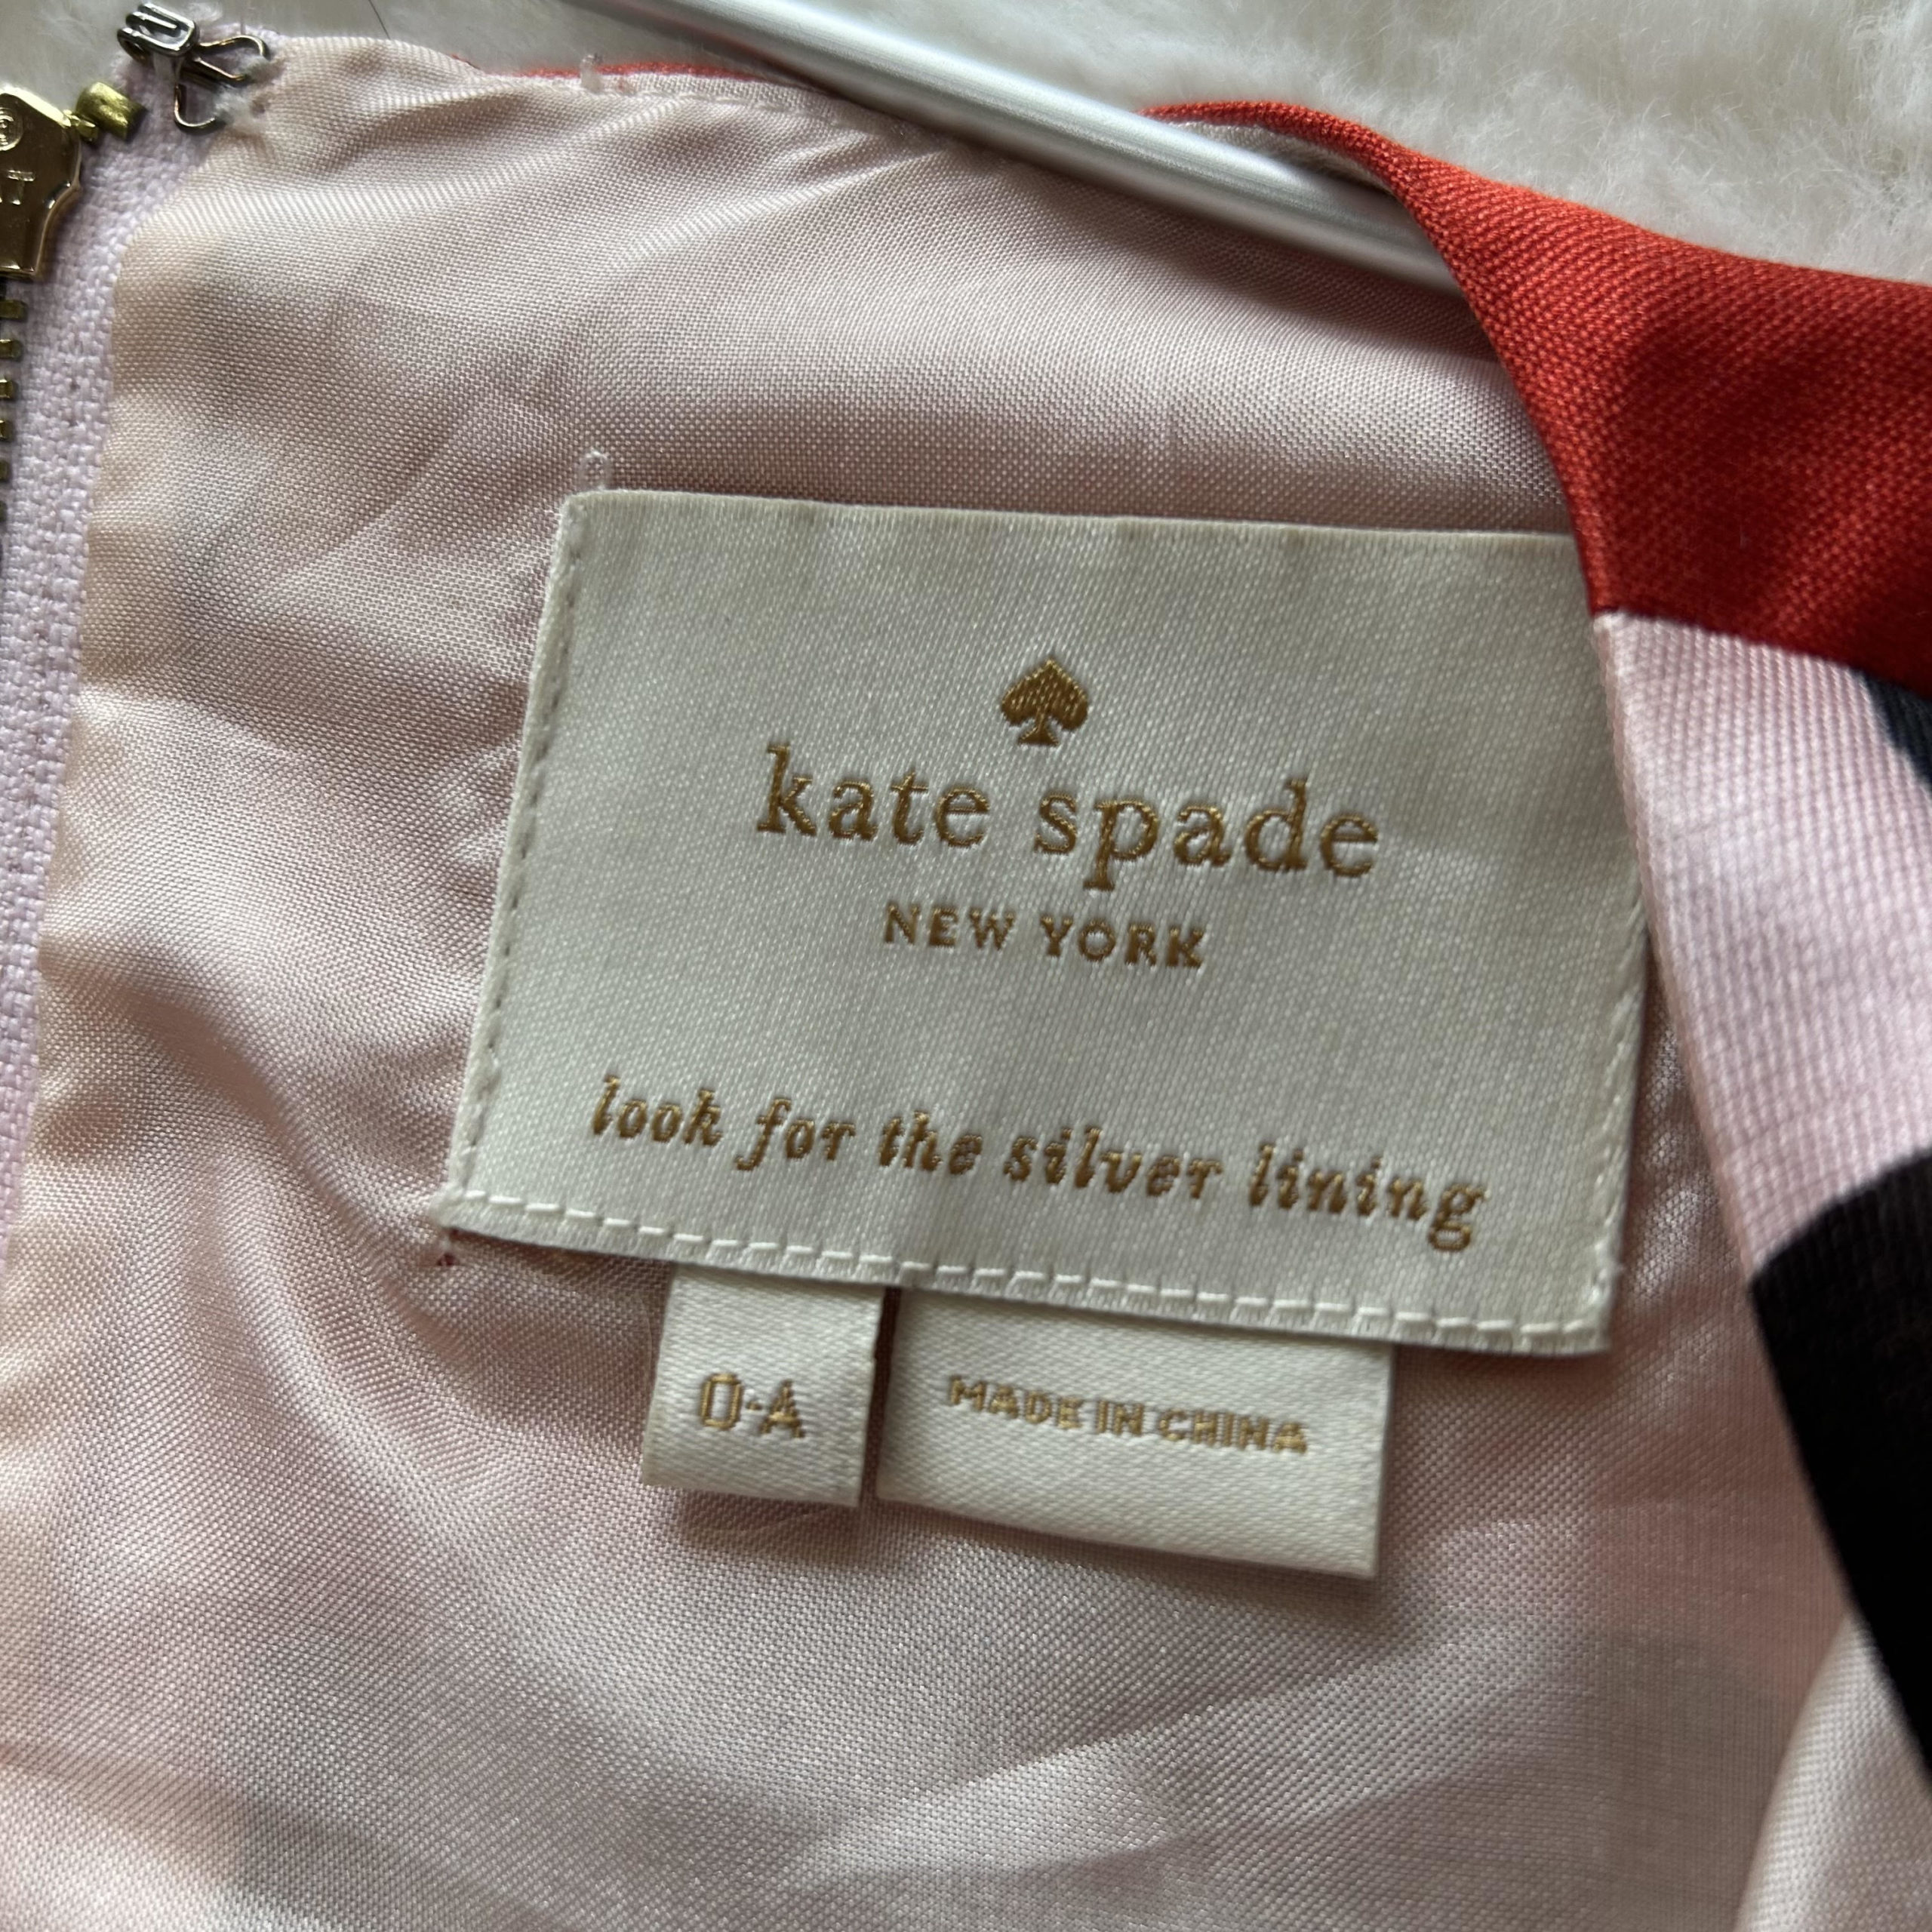 kate spade
NEW YORK
look for the silver lining
0-A
MADE IN CHINA